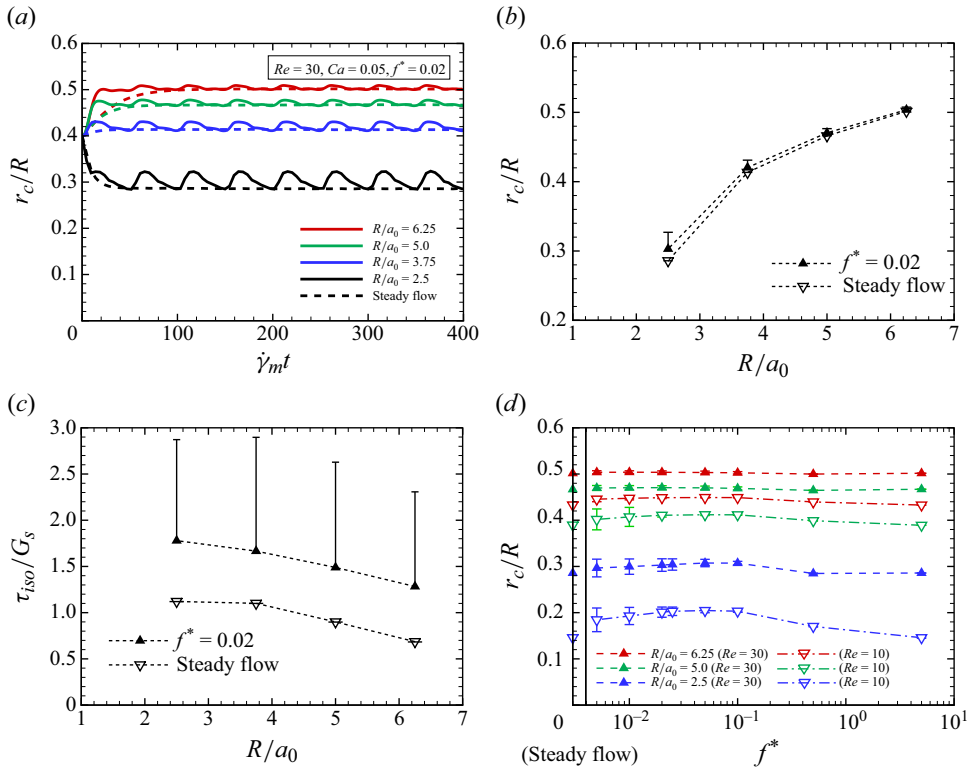 (a)
0.6
0.5
0.4
0.3
0.2
0.1
0
r_c/R
Re = 30, Ca = 0.05, f* = 0.02
R/a_0 = 6.25
R/a_0 = 5.0
R/a_0 = 3.75
R/a_0 = 2.5
Steady flow
0 100 200 300 400
γ̇_m t
(b)
0.6
0.5
0.4
0.3
0.2
r_c/R
f* = 0.02
Steady flow
1 2 3 4 5 6 7
R/a_0
(c)
3.0
2.5
2.0
1.5
1.0
0.5
0
τ_iso/G_s
f* = 0.02
Steady flow
1 2 3 4 5 6 7
R/a_0
(d)
0.6
0.5
0.4
0.3
0.2
0.1
0
r_c/R
R/a_0 = 6.25 (Re = 30) (Re = 10)
R/a_0 = 5.0 (Re = 30) (Re = 10)
R/a_0 = 2.5 (Re = 30) (Re = 10)
0 10^-2 10^-1 10^0 10^1
(Steady flow) f*